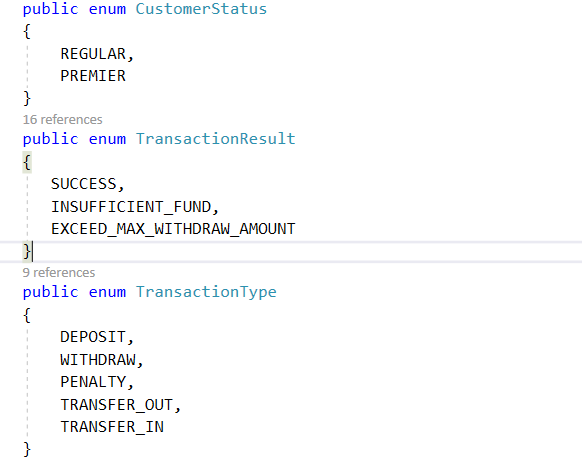 public enum CustomerStatus
{
REGULAR,
PREMIER
}
16 references
public enum TransactionResult
{
SUCCESS,
INSUFFICIENT_FUND,
EXCEED_MAX_WITHDRAW_AMOUNT
}
9 references
public enum TransactionType
{
DEPOSIT,
WITHDRAW,
PENALTY,
TRANSFER_OUT,
TRANSFER_IN
}